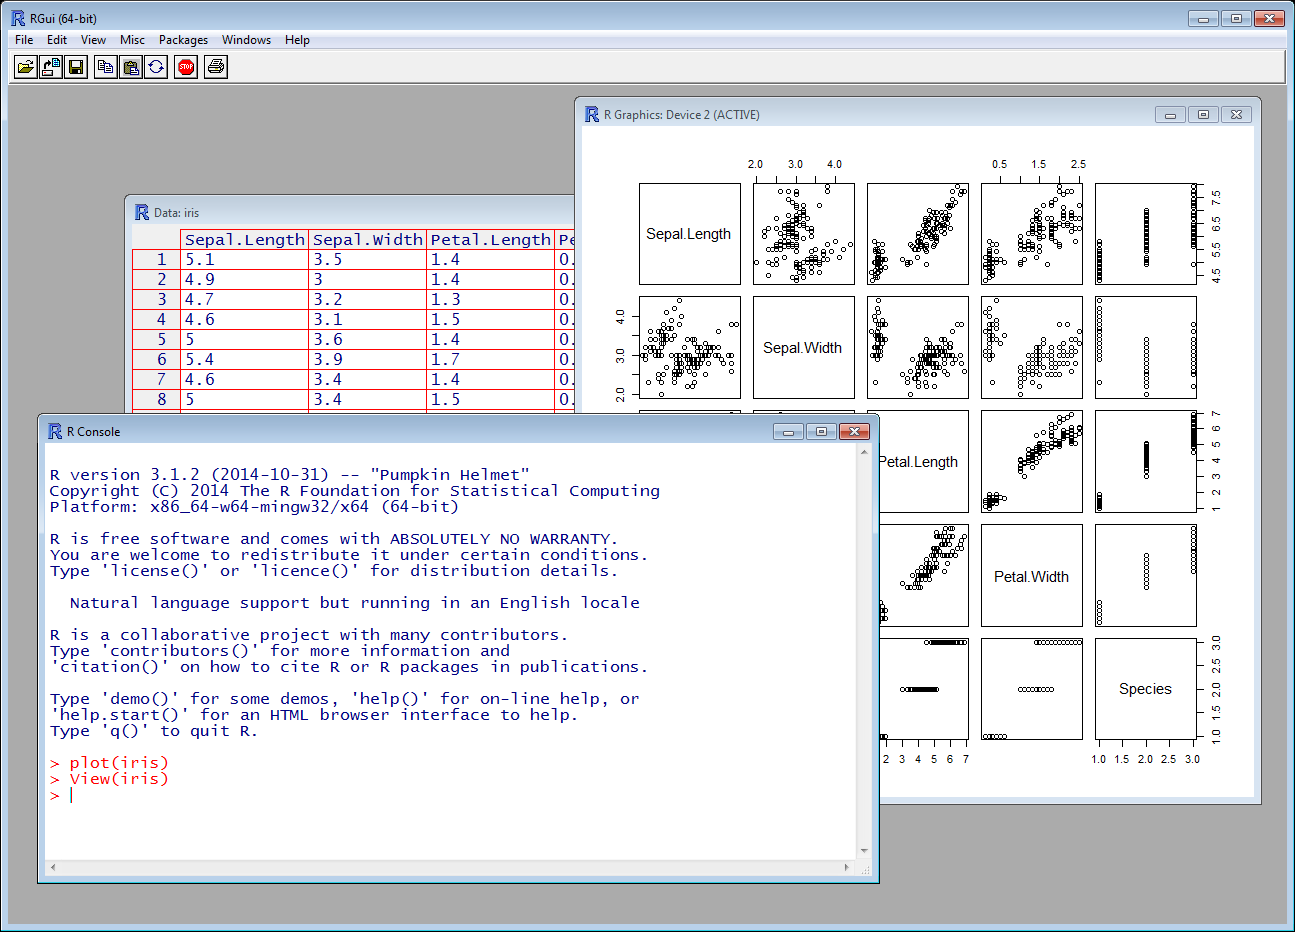 RGui (64-bit)
File Edit View Misc Packages Windows Help
STOP
R Graphics: Device 2 (ACTIVE)
2.0 3.0 4.0 0.5 1.5 2.5
Sepal.Length
4.5 5.5 6.5 7.5
2.0 3.0 4.0
Sepal.Width
Petal.Length
1 2 3 4 5 6 7
Petal.Width
Species
1.0 1.5 2.0 2.5 3.0
2 3 4 5 6 7 1.0 1.5 2.0 2.5 3.0
Data: iris
Sepal.Length Sepal.Width Petal.Length Pe
1 5.1 3.5 1.4 0.
2 4.9 3 1.4 0.
3 4.7 3.2 1.3 0.
4 4.6 3.1 1.5 0.
5 5 3.6 1.4 0.
6 5.4 3.9 1.7 0.
7 4.6 3.4 1.4 0.
8 5 3.4 1.5 0.
R Console
R version 3.1.2 (2014-10-31) -- "Pumpkin Helmet"
Copyright (C) 2014 The R Foundation for Statistical Computing
Platform: x86_64-w64-mingw32/x64 (64-bit)
R is free software and comes with ABSOLUTELY NO WARRANTY.
You are welcome to redistribute it under certain conditions.
Type 'license()' or 'licence()' for distribution details.
Natural language support but running in an English locale
R is a collaborative project with many contributors.
Type 'contributors()' for more information and
'citation()' on how to cite R or R packages in publications.
Type 'demo()' for some demos, 'help()' for on-line help, or
'help.start()' for an HTML browser interface to help.
Type 'q()' to quit R.
> plot(iris)
> View(iris)
>